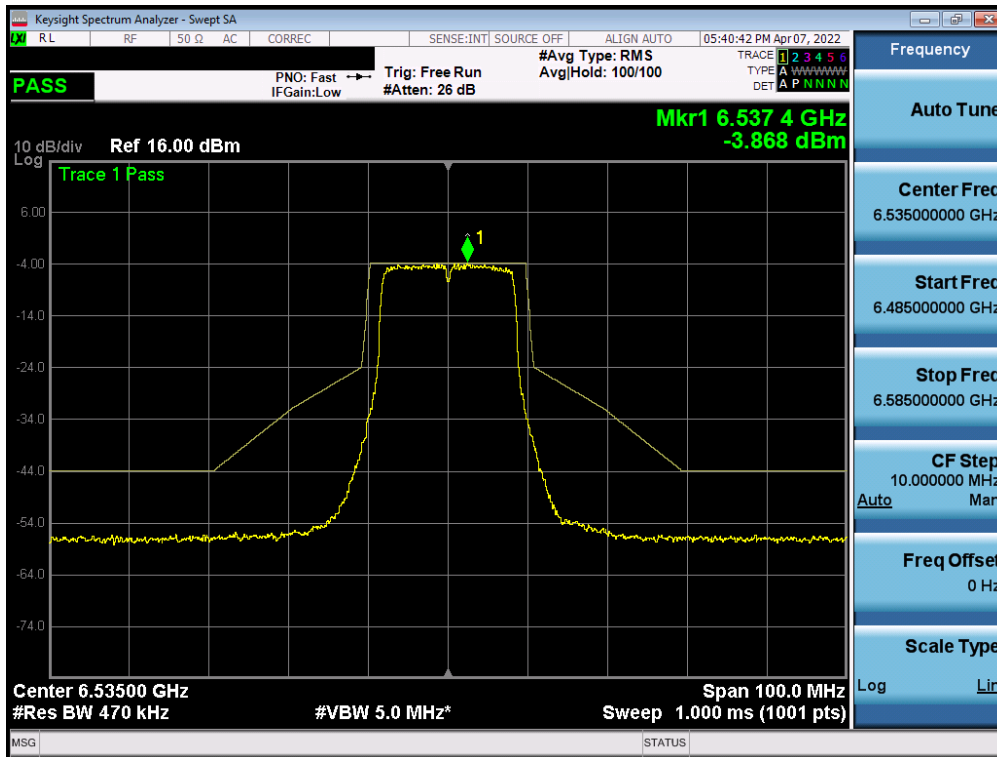 Keysight Spectrum Analyzer - Swept SA
LXI RL RF 50 Ω AC CORREC SENSE:INT SOURCE OFF ALIGN AUTO 05:40:42 PM Apr 07, 2022
PASS
PNO: Fast
IFGain:Low
Trig: Free Run
#Atten: 26 dB
#Avg Type: RMS
Avg|Hold: 100/100
TRACE 1 2 3 4 5 6
TYPE A WWWWW
DET A P N N N N
Mkr1 6.537 4 GHz
-3.868 dBm
10 dB/div Ref 16.00 dBm
Log
Trace 1 Pass
1
6.00
-4.00
-14.0
-24.0
-34.0
-44.0
-54.0
-64.0
-74.0
Center 6.53500 GHz Span 100.0 MHz
#Res BW 470 kHz #VBW 5.0 MHz* Sweep 1.000 ms (1001 pts)
MSG STATUS
Frequency
Auto Tune
Center Freq
6.535000000 GHz
Start Freq
6.485000000 GHz
Stop Freq
6.585000000 GHz
CF Step
10.000000 MHz
Auto Man
Freq Offset
0 Hz
Scale Type
Log Lin